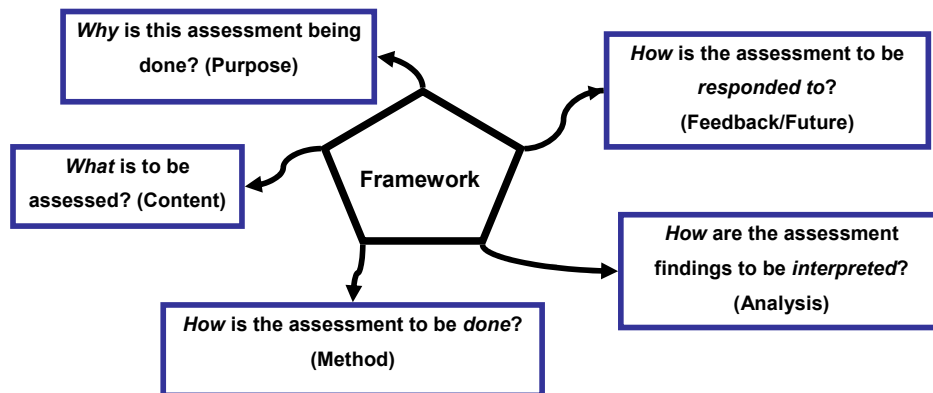 Why is this assessment being
done? (Purpose)
How is the assessment to be
responded to?
(Feedback/Future)
What is to be
assessed? (Content)
Framework
How are the assessment
findings to be interpreted?
(Analysis)
How is the assessment to be done?
(Method)